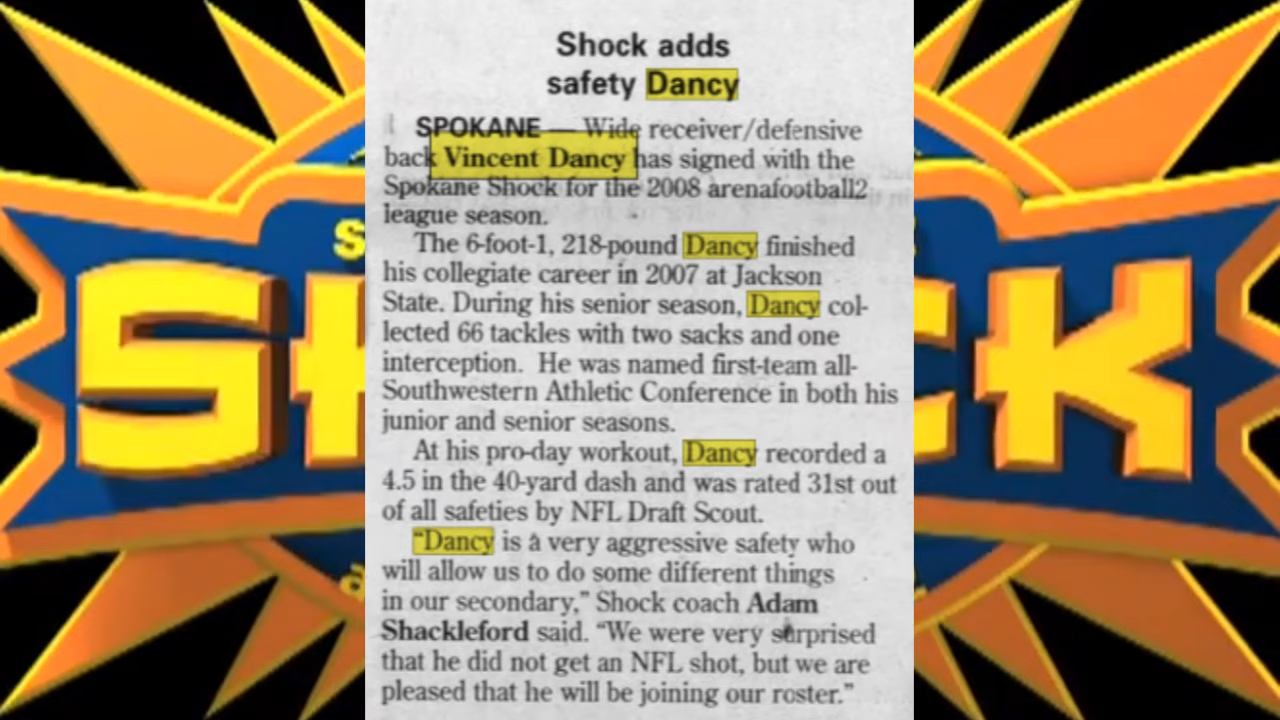 Shock adds
safety Dancy
SPOKANE — Wide receiver/defensive
back Vincent Dancy has signed with the
Spokane Shock for the 2008 arenafootball2
league season.
The 6-foot-1, 218-pound Dancy finished
his collegiate career in 2007 at Jackson
State. During his senior season, Dancy col-
lected 66 tackles with two sacks and one
interception. He was named first-team all-
Southwestern Athletic Conference in both his
junior and senior seasons.
At his pro-day workout, Dancy recorded a
4.5 in the 40-yard dash and was rated 31st out
of all safeties by NFL Draft Scout.
“Dancy is a very aggressive safety who
will allow us to do some different things
in our secondary,” Shock coach Adam
Shackleford said. “We were very surprised
that he did not get an NFL shot, but we are
pleased that he will be joining our roster.”